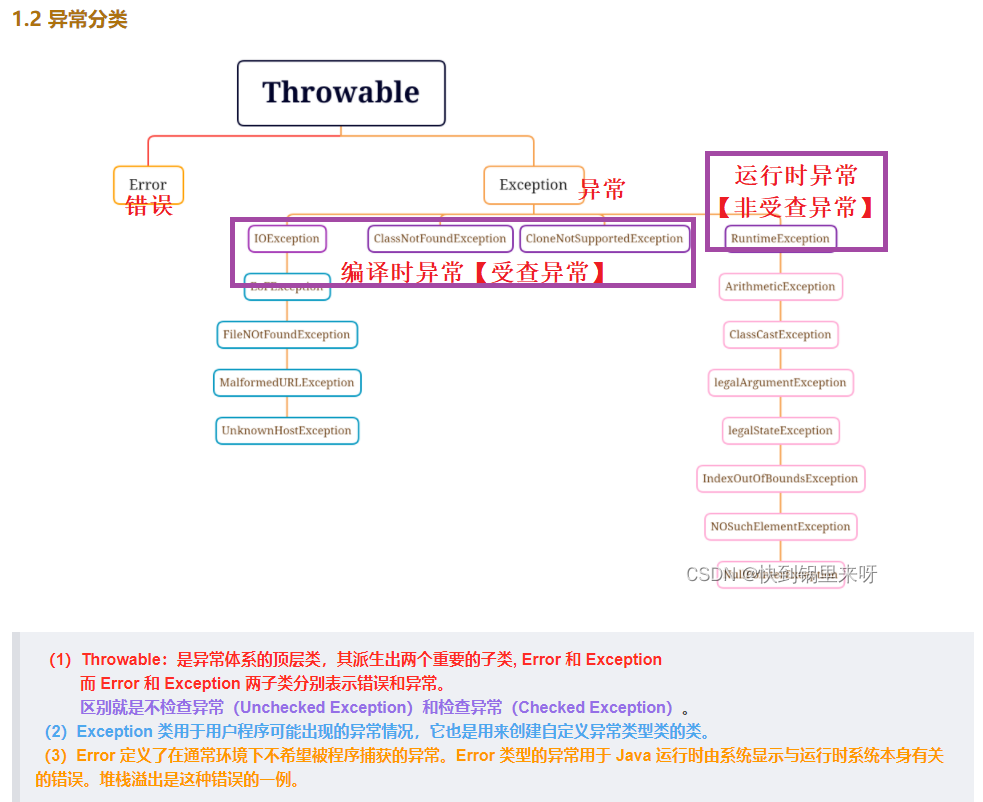 1.2 异常分类
Throwable
Error
错误
Exception
异常
运行时异常
【非受查异常】
IOException
ClassNotFoundException
CloneNotSupportedException
RuntimeException
编译时异常【受查异常】
EoFException
ArithmeticException
FileNOtFoundException
ClassCastException
MalformedURLException
legalArgumentException
UnknownHostException
legalStateException
IndexOutOfBoundsException
NOSuchElementException
CSDN @快到锅里来呀
(1)Throwable：是异常体系的顶层类，其派生出两个重要的子类, Error 和 Exception
而 Error 和 Exception 两子类分别表示错误和异常。
区别就是不检查异常（Unchecked Exception）和检查异常（Checked Exception）。
(2）Exception 类用于用户程序可能出现的异常情况，它也是用来创建自定义异常类型类的类。
(3）Error 定义了在通常环境下不希望被程序捕获的异常。Error 类型的异常用于 Java 运行时由系统显示与运行时系统本身有关
的错误。堆栈溢出是这种错误的一例。